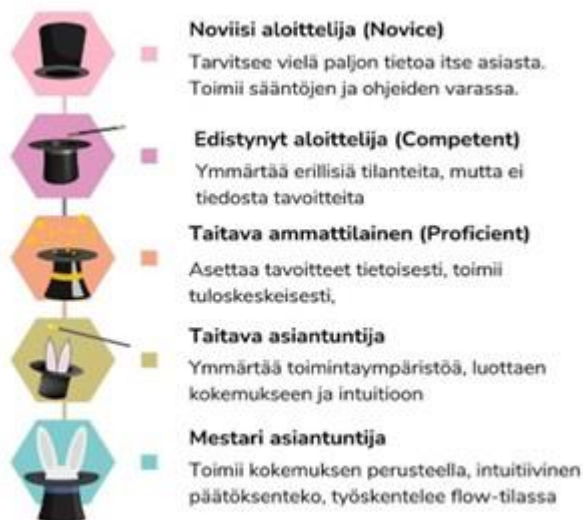 Noviisi aloittelija (Novice)
Tarvitsee vielä paljon tietoa itse asiasta.
Toimii sääntöjen ja ohjeiden varassa.
Edistynyt aloittelija (Competent)
Ymmärtää erillisiä tilanteita, mutta ei
tiedosta tavoitteita
Taitava ammattilainen (Proficient)
Asettaa tavoitteet tietoisesti, toimii
tuloskeskeisesti,
Taitava asiantuntija
Ymmärtää toimintaympäristöä, luottaen
kokemukseen ja intuitioon
Mestari asiantuntija
Toimii kokemuksen perusteella, intuitiivinen
päätöksenteko, työskentelee flow-tilassa